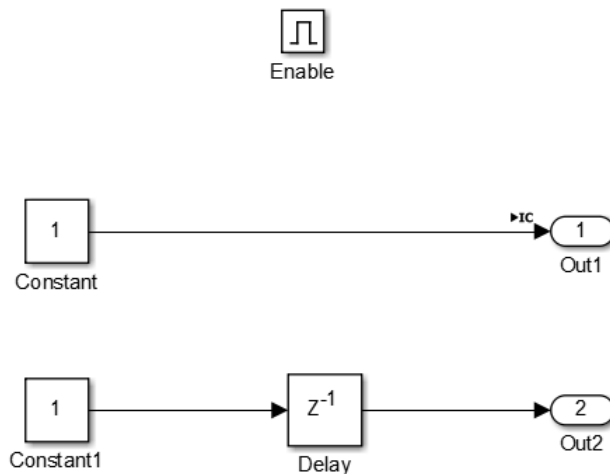 Enable
IC
1
1
Constant
Out1
1
Z-1
2
Constant1
Delay
Out2